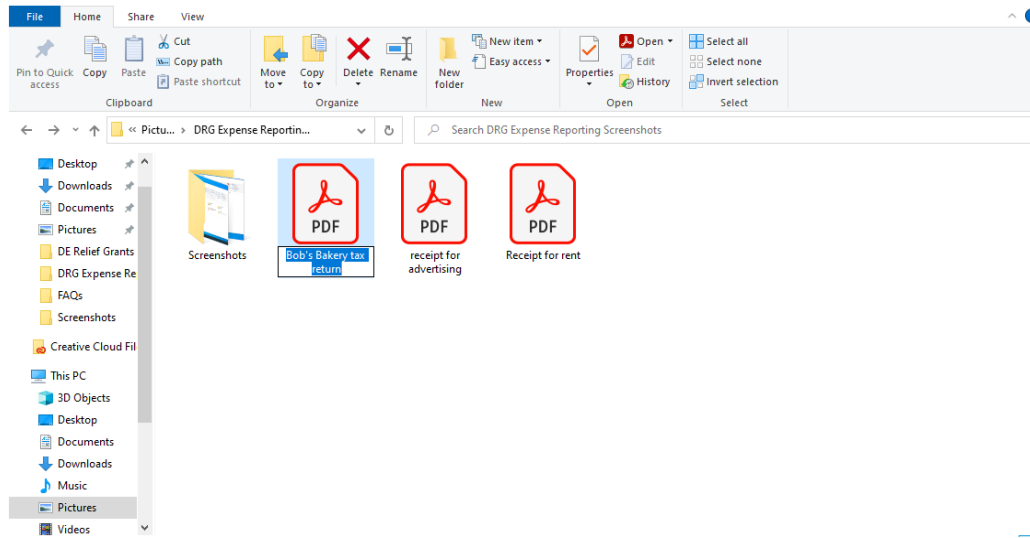 File Home Share View
Pin to Quick access
Copy
Paste
Cut
Copy path
Paste shortcut
Clipboard
Move to
Copy to
Delete
Rename
Organize
New folder
New item
Easy access
New
Properties
Open
Edit
History
Open
Select all
Select none
Invert selection
Select
« Pictu... › DRG Expense Reportin...
Search DRG Expense Reporting Screenshots
Desktop
Downloads
Documents
Pictures
DE Relief Grants
DRG Expense Re
FAQs
Screenshots
Creative Cloud Fil
This PC
3D Objects
Desktop
Documents
Downloads
Music
Pictures
Videos
Screenshots
PDF
Bob's Bakery tax
return
PDF
receipt for
advertising
PDF
Receipt for rent